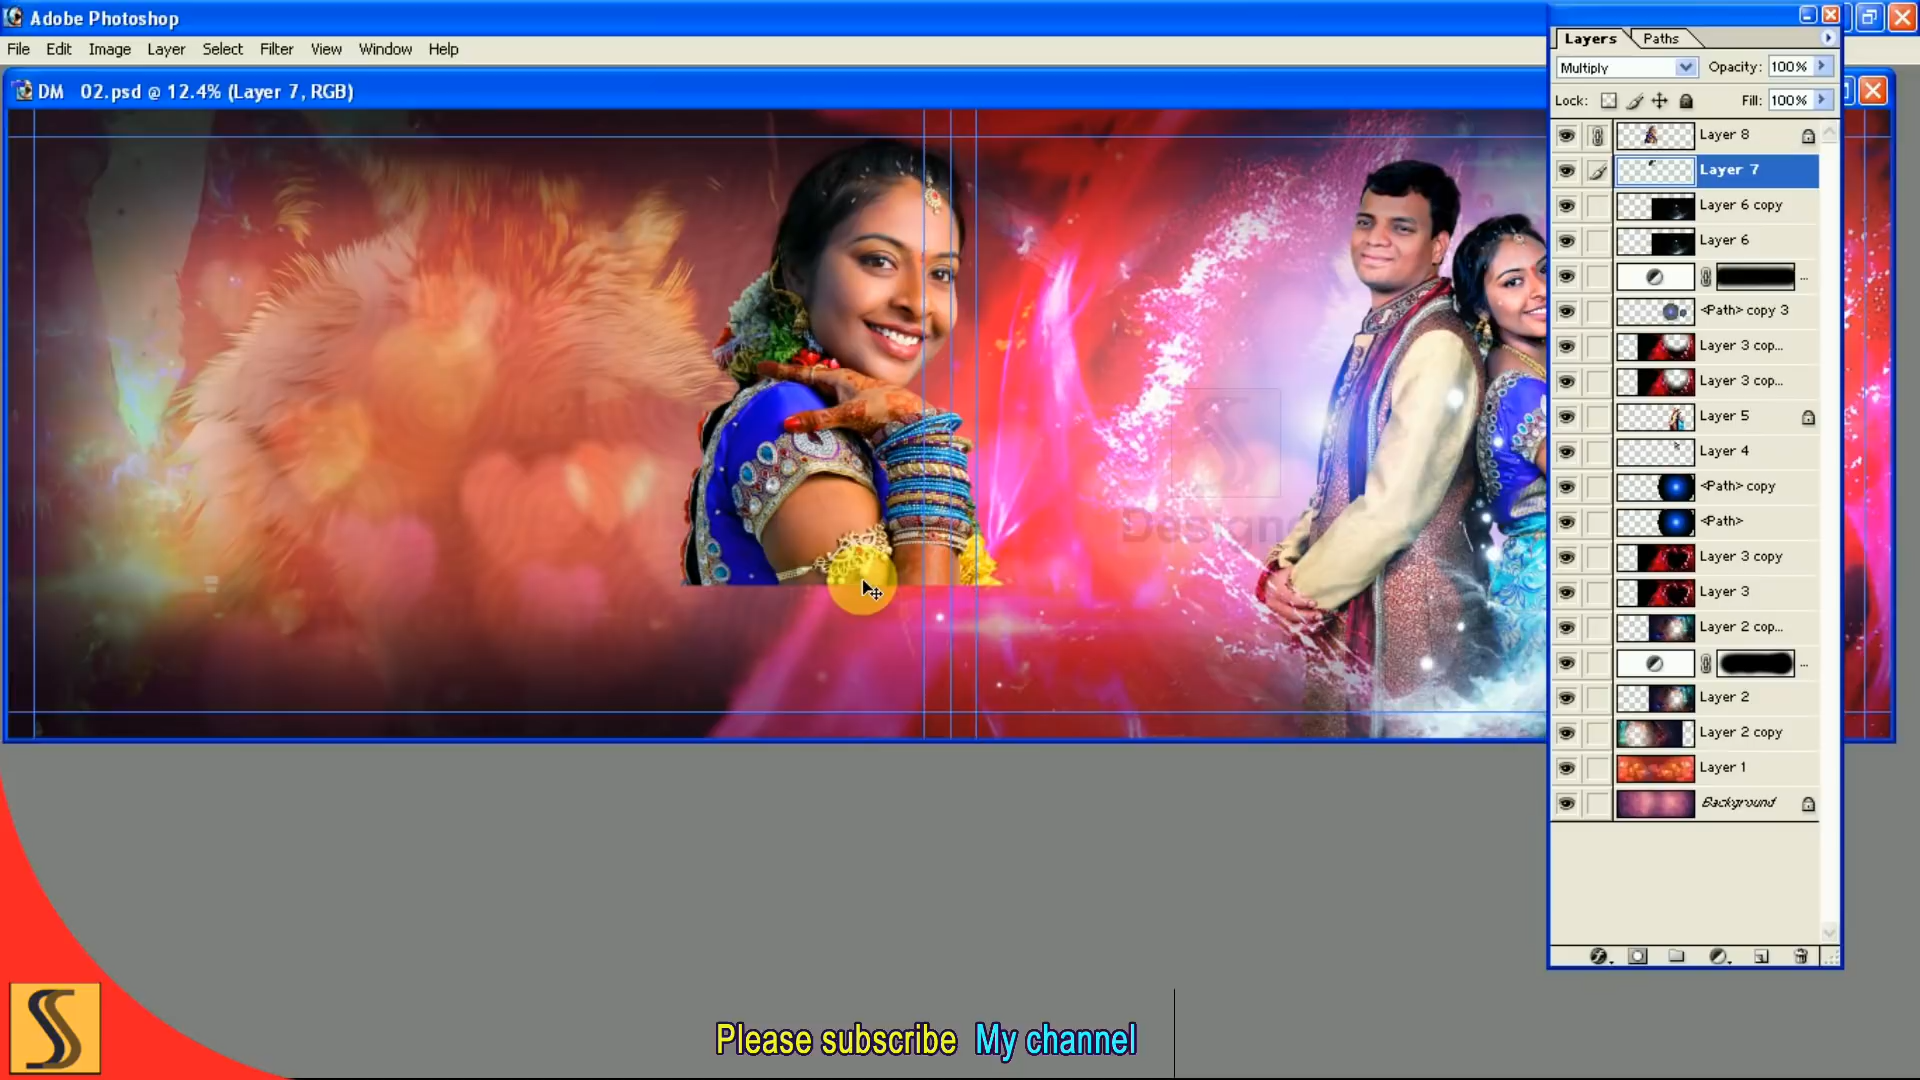 Adobe Photoshop
File Edit Image Layer Select Filter View Window Help
DM 02.psd @ 12.4% (Layer 7, RGB)
Layers Paths
Multiply Opacity: 100%
Lock: Fill: 100%
Layer 8
Layer 7
Layer 6 copy
Layer 6
...
<Path> copy 3
Layer 3 cop...
Layer 3 cop...
Layer 5
Layer 4
<Path> copy
<Path>
Layer 3 copy
Layer 3
Layer 2 cop...
...
Layer 2
Layer 2 copy
Layer 1
Background
Please subscribe My channel